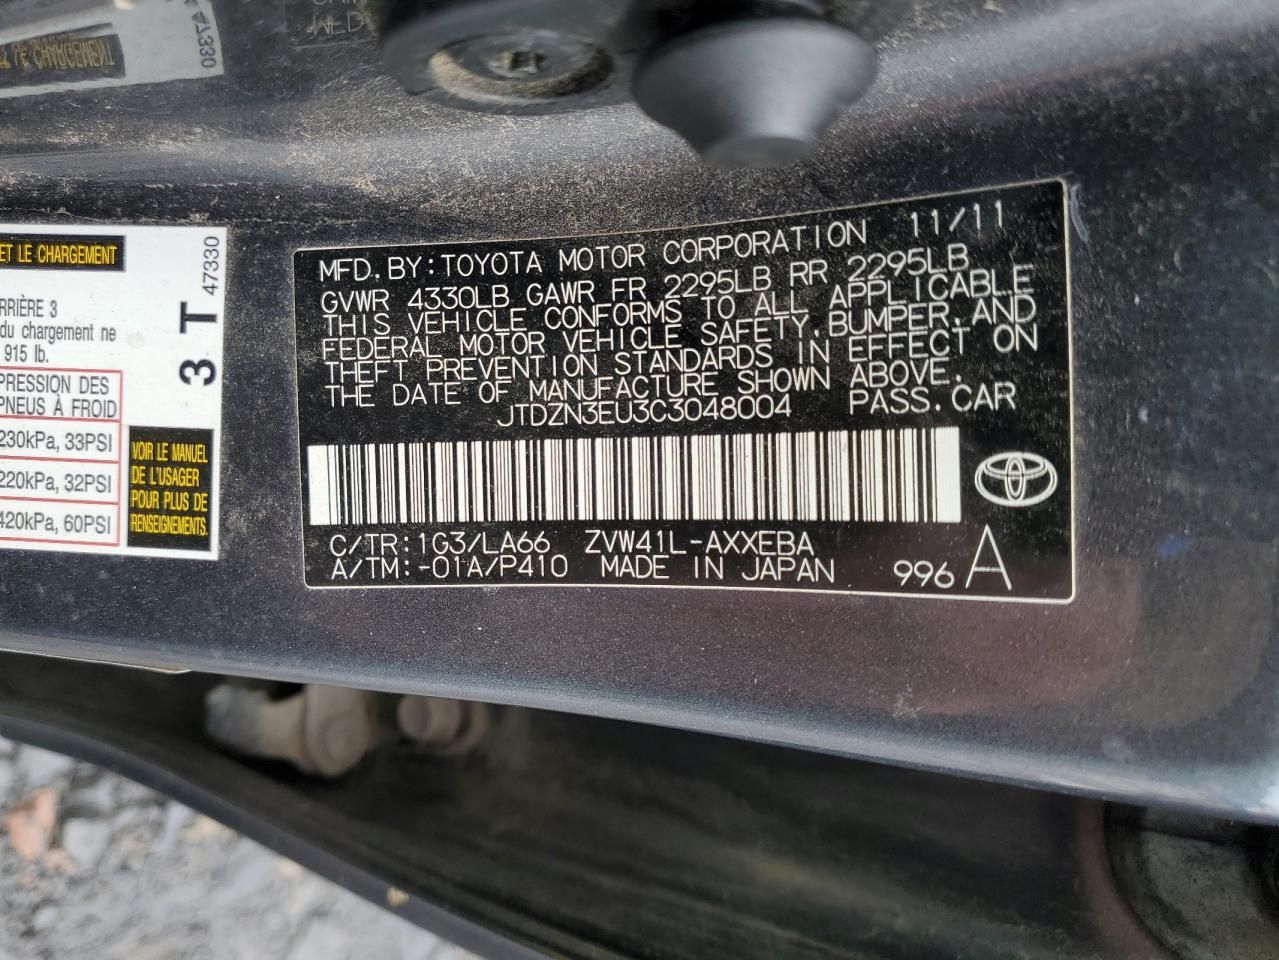 47330
ET LE CHARGEMENT
RRIÈRE 3
du chargement ne
915 lb.
PRESSION DES
PNEUS À FROID
230kPa, 33PSI
220kPa, 32PSI
420kPa, 60PSI
3 T
47330
VOIR LE MANUEL
DE L'USAGER
POUR PLUS DE
RENSEIGNEMENTS.
MFD. BY: TOYOTA MOTOR CORPORATION 11/11
GVWR 4330LB GAWR FR 2295LB RR 2295LB
THIS VEHICLE CONFORMS TO ALL APPLICABLE
FEDERAL MOTOR VEHICLE SAFETY, BUMPER, AND
THEFT PREVENTION STANDARDS IN EFFECT ON
THE DATE OF MANUFACTURE SHOWN ABOVE.
JTDZN3EU3C3048004 PASS. CAR
C/TR: 1G3/LA66 ZVW41L-AXXEBA
A/TM: -01A/P410 MADE IN JAPAN 996 A